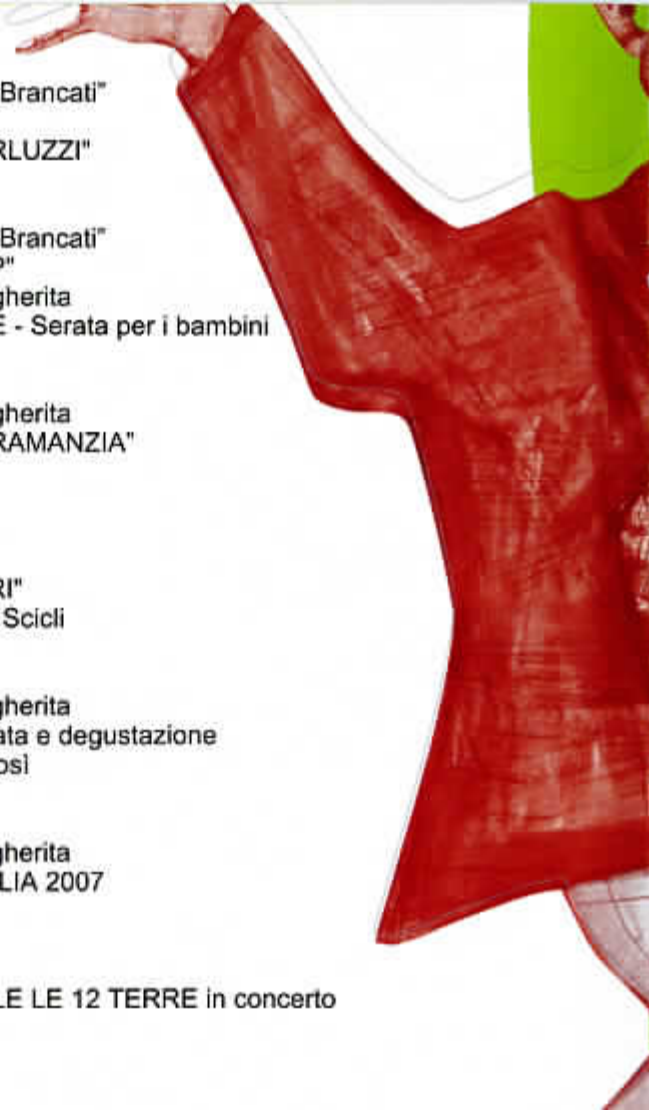 Brancati”
RLUZZI"
Brancati”
P"
gherita
E - Serata per i bambini
gherita
RAMANZIA”
RI"
Scicli
gherita
ata e degustazione
osì
gherita
LIA 2007
LE LE 12 TERRE in concerto